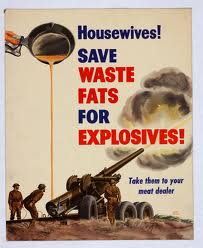 Housewives!
SAVE
WASTE
FATS
FOR
EXPLOSIVES!
Take them to your
meat dealer